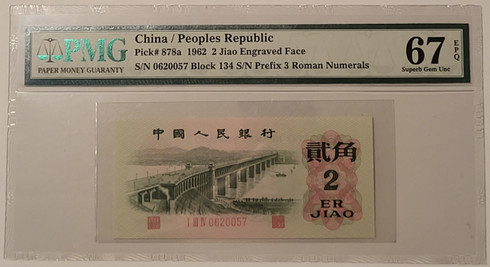 PMG
PAPER MONEY GUARANTY
China / Peoples Republic
Pick# 878a 1962 2 Jiao Engraved Face
S/N 0620057 Block 134 S/N Prefix 3 Roman Numerals
67 EPQ
Superb Gem Unc
中國人民銀行
貳角
2
ER
JIAO
I III IV 0620057